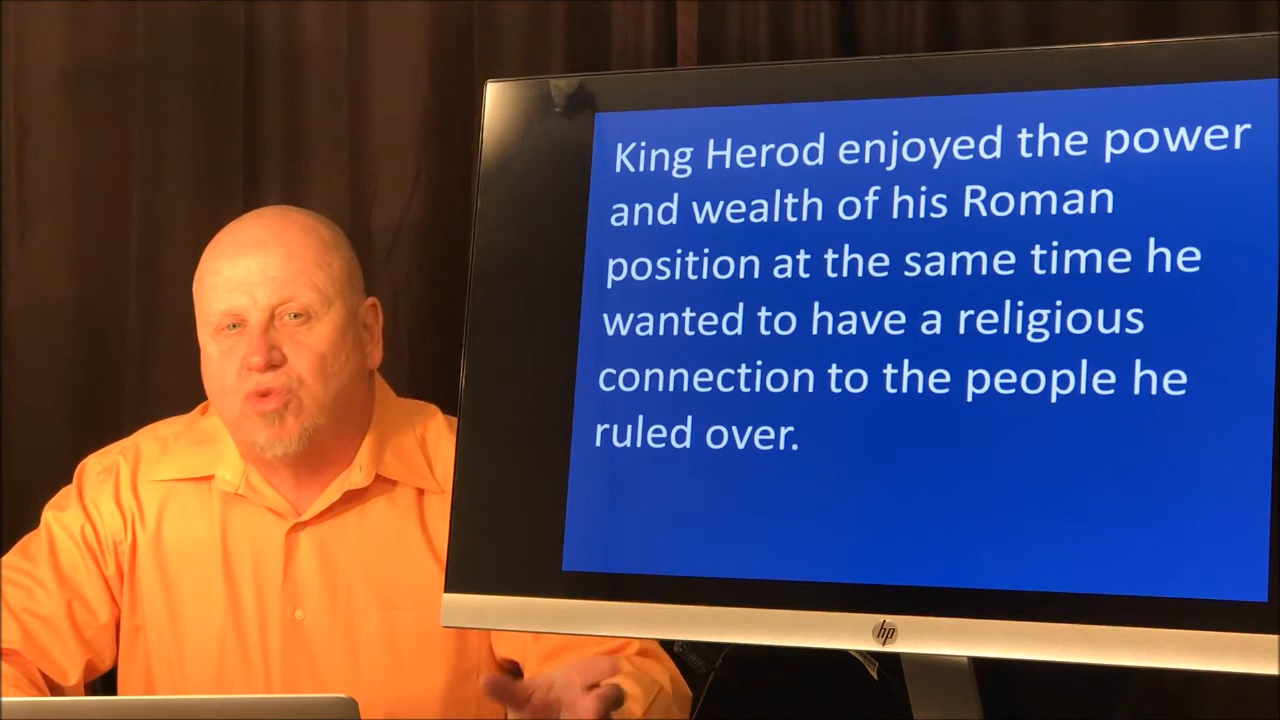 King Herod enjoyed the power
and wealth of his Roman
position at the same time he
wanted to have a religious
connection to the people he
ruled over.
hp